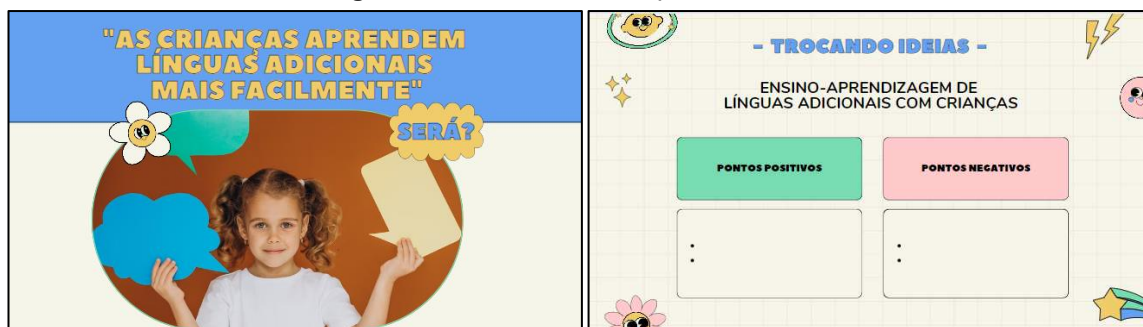 "AS CRIANÇAS APRENDEM
LÍNGUAS ADICIONAIS
MAIS FACILMENTE"
SERÁ?
- TROCANDO IDEIAS -
ENSINO-APRENDIZAGEM DE
LÍNGUAS ADICIONAIS COM CRIANÇAS
PONTOS POSITIVOS
PONTOS NEGATIVOS